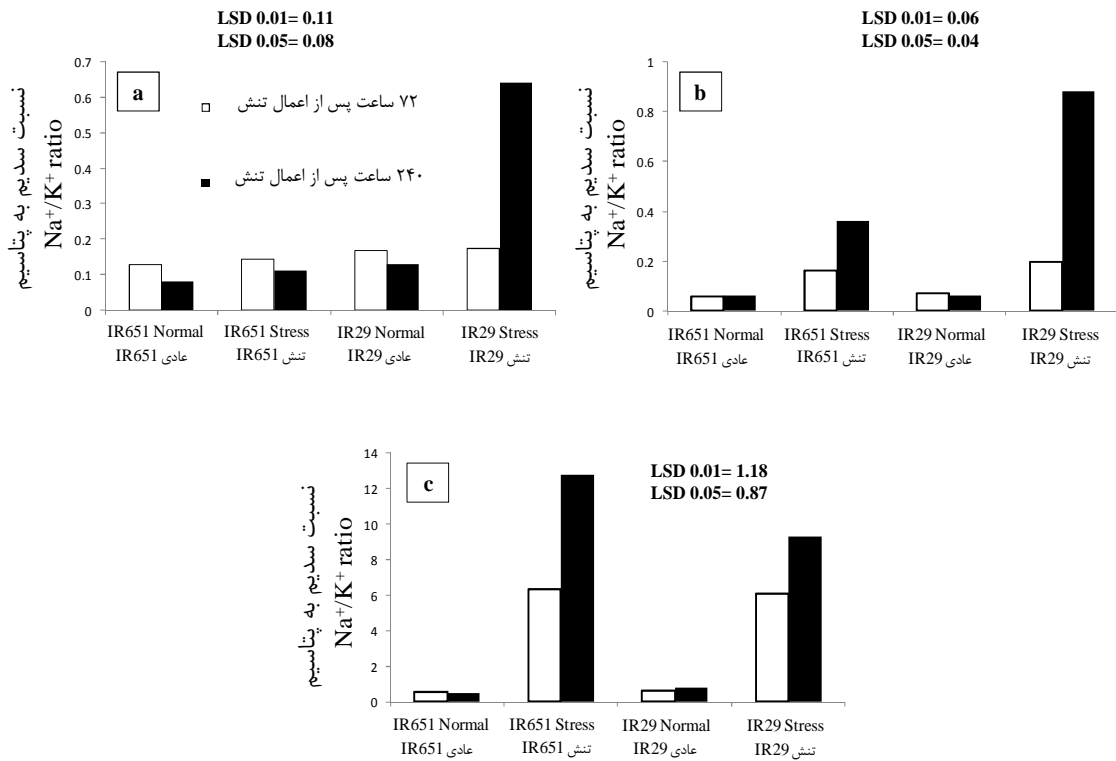 LSD 0.01= 0.11
LSD 0.05= 0.08
a
۷۲ ساعت پس از اعمال تنش
۲۴۰ ساعت پس از اعمال تنش
نسبت سدیم به پتاسیم
Na⁺/K⁺ ratio
0.7
0.6
0.5
0.4
0.3
0.2
0.1
0
IR651 Normal IR651 Stress IR29 Normal IR29 Stress
عادی IR651 تنش IR651 عادی IR29 تنش IR29
LSD 0.01= 0.06
LSD 0.05= 0.04
b
نسبت سدیم به پتاسیم
Na⁺/K⁺ ratio
1
0.8
0.6
0.4
0.2
0
IR651 Normal IR651 Stress IR29 Normal IR29 Stress
عادی IR651 تنش IR651 عادی IR29 تنش IR29
c
LSD 0.01= 1.18
LSD 0.05= 0.87
نسبت سدیم به پتاسیم
Na⁺/K⁺ ratio
14
12
10
8
6
4
2
0
IR651 Normal IR651 Stress IR29 Normal IR29 Stress
عادی IR651 تنش IR651 عادی IR29 تنش IR29